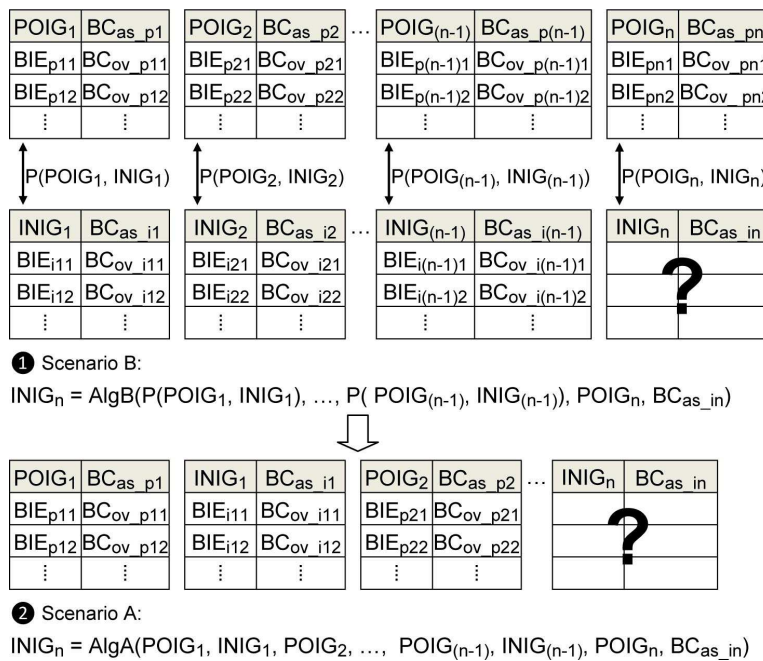 POIG1 BCas_p1 POIG2 BCas_p2 … POIG(n-1) BCas_p(n-1) POIGn BCas_pn
BIEp11 BCov_p11 BIEp21 BCov_p21 BIEp(n-1)1 BCov_p(n-1)1 BIEpn1 BCov_pn1
BIEp12 BCov_p12 BIEp22 BCov_p22 BIEp(n-1)2 BCov_p(n-1)2 BIEpn2 BCov_ pn2
⋮ ⋮ ⋮ ⋮ ⋮ ⋮ ⋮ ⋮
P(POIG1, INIG1) P(POIG2, INIG2) P(POIG(n-1), INIG(n-1)) P(POIGn, INIGn)
INIG1 BCas_i1 INIG2 BCas_i2 … INIG(n-1) BCas_i(n-1) INIGn BCas_in
BIEi11 BCov_i11 BIEi21 BCov_i21 BIEi(n-1)1 BCov_i(n-1)1 ?
BIEi12 BCov_i12 BIEi22 BCov_i22 BIEi(n-1)2 BCov_i(n-1)2
⋮ ⋮ ⋮ ⋮ ⋮ ⋮
❶ Scenario B:
INIGn = AlgB(P(POIG1, INIG1), …, P( POIG(n-1), INIG(n-1)), POIGn, BCas_in)
POIG1 BCas_p1 INIG1 BCas_i1 POIG2 BCas_p2 … INIGn BCas_in
BIEp11 BCov_p11 BIEi11 BCov_i11 BIEp21 BCov_p21 ?
BIEp12 BCov_p12 BIEi12 BCov_i12 BIEp22 BCov_p22
⋮ ⋮ ⋮ ⋮ ⋮ ⋮
❷ Scenario A:
INIGn = AlgA(POIG1, INIG1, POIG2, …, POIG(n-1), INIG(n-1), POIGn, BCas_in)